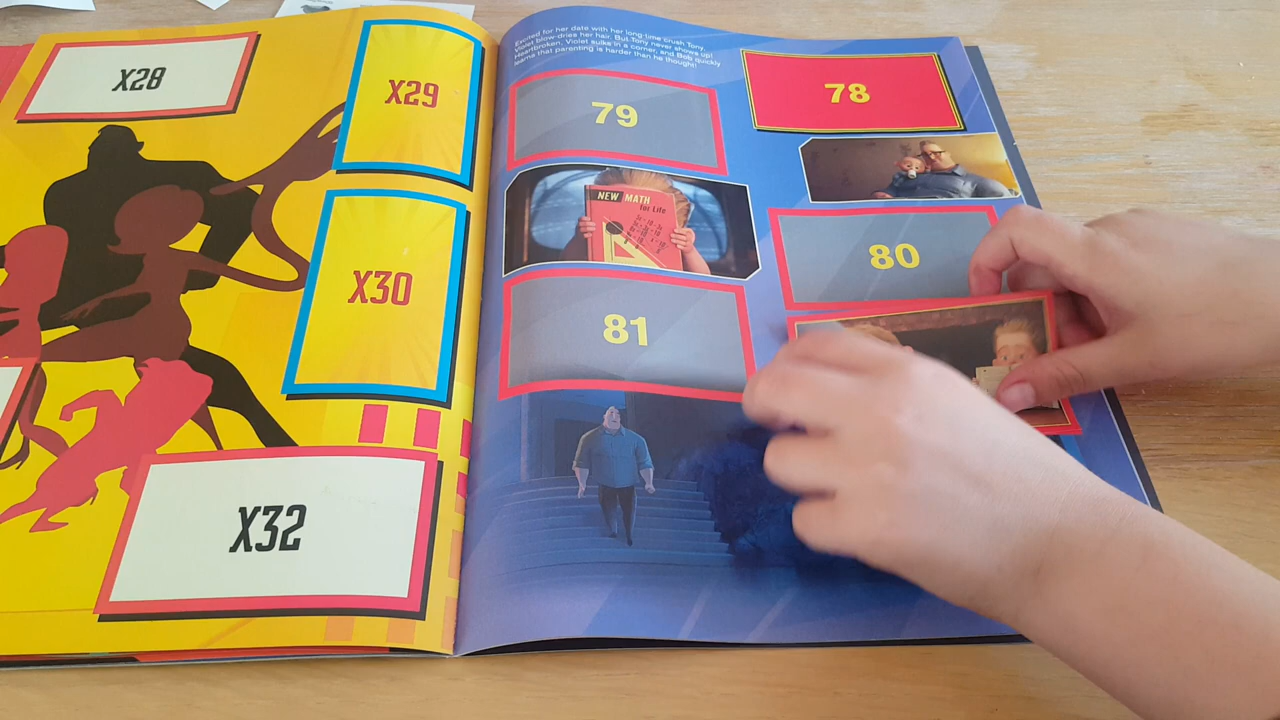 X28
X29
X30
X32
Excited for her date with her long-time crush Tony,
Violet blow-dries her hair. But Tony never shows up!
Heartbroken, Violet sulks in a corner, and Bob quickly
learns that parenting is harder than he thought!
79
78
NEW MATH
for Life
80
81